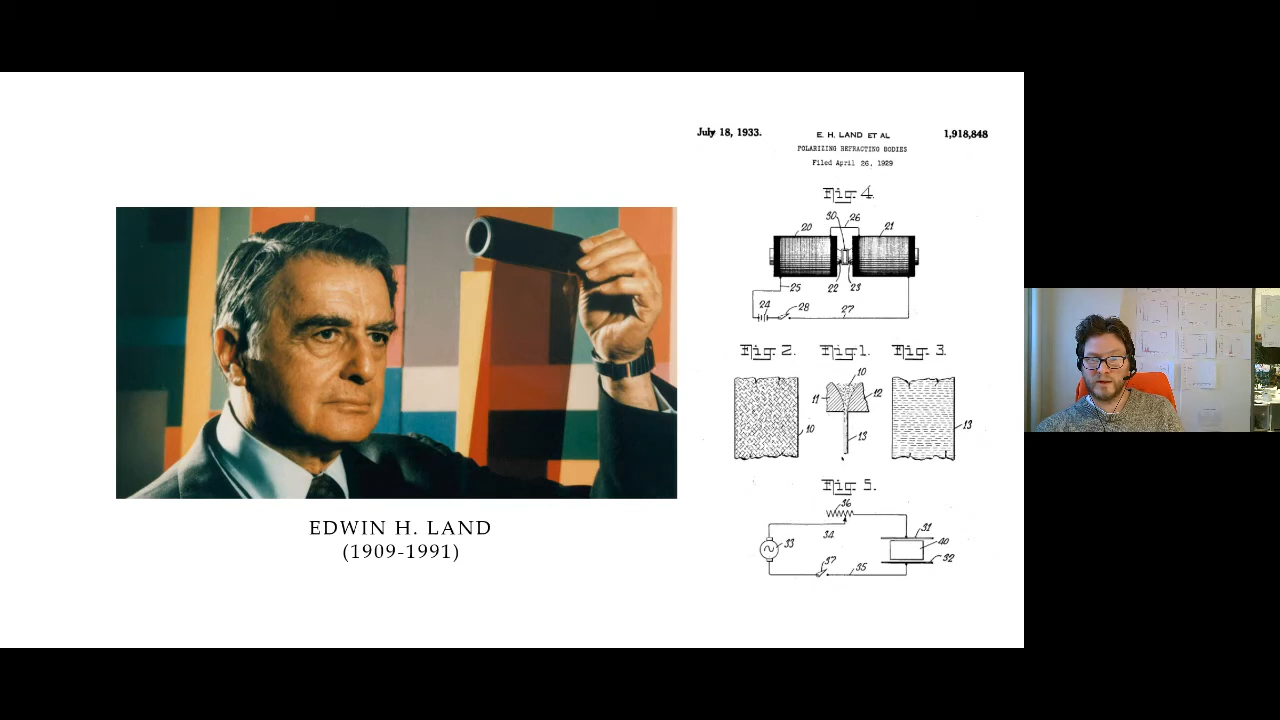 July 18, 1933.
E. H. LAND ET AL
1,918,848
POLARIZING REFRACTING BODIES
Filed April 26, 1929
Fig. 4.
30
26
20
21
22
23
25
24
28
27
Fig. 2.
Fig. 1.
Fig. 3.
10
11
12
13
10
13
Fig. 5.
36
31
34
33
40
32
37
35
EDWIN H. LAND
(1909-1991)